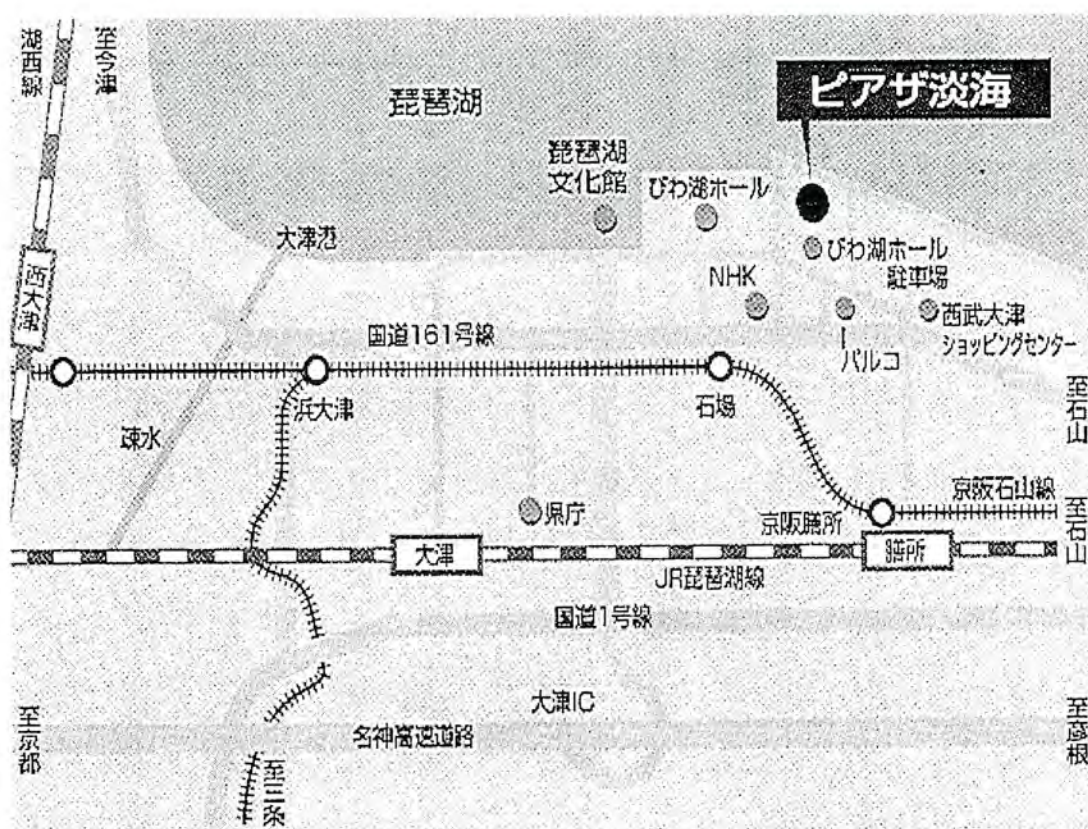 湖西線
至今津
琵琶湖
ピアザ淡海
琵琶湖
文化館
びわ湖ホール
大津港
びわ湖ホール
駐車場
NHK
西大津
国道161号線
パルコ
西武大津
ショッピングセンター
浜大津
石場
至石山
疎水
県庁
京阪石山線
京阪膳所
至石山
大津
膳所
JR琵琶湖線
国道1号線
大津IC
名神高速道路
至京都
至三条
至彦根